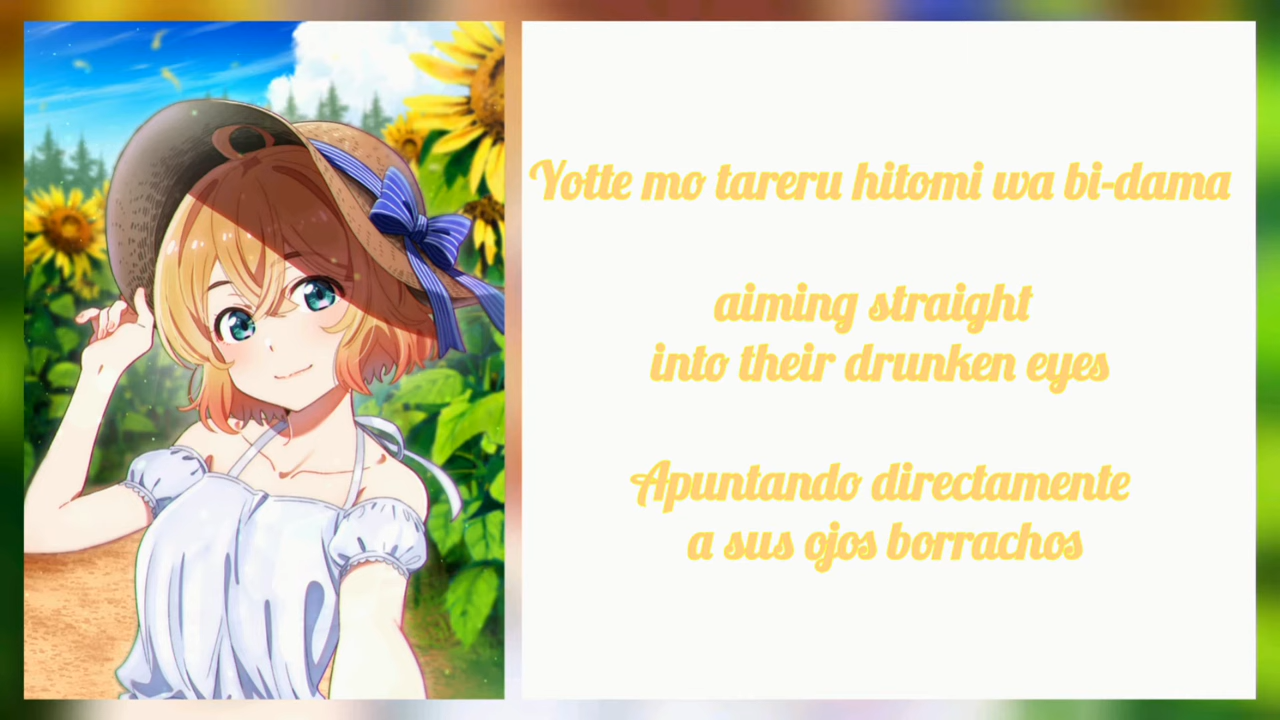 Yotte mo tareru hitomi wa bi-dama
aiming straight
into their drunken eyes
Apuntando directamente
a sus ojos borrachos